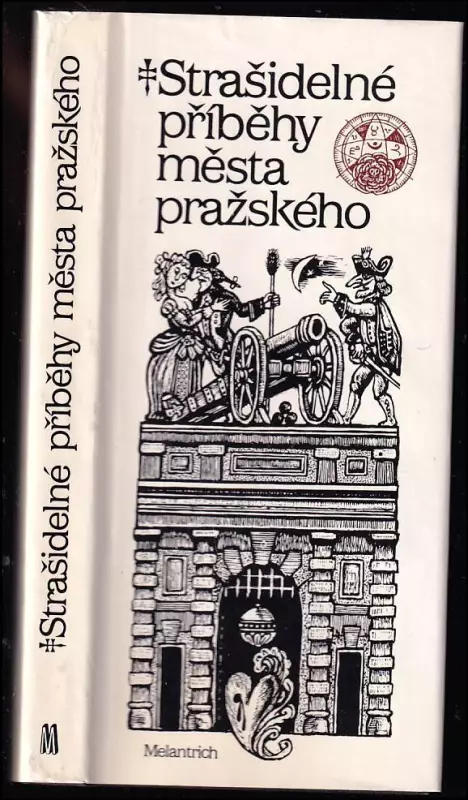 ‡Strašidelné
příběhy
města
pražského
Melantrich
‡Strašidelné příběhy města pražského
M